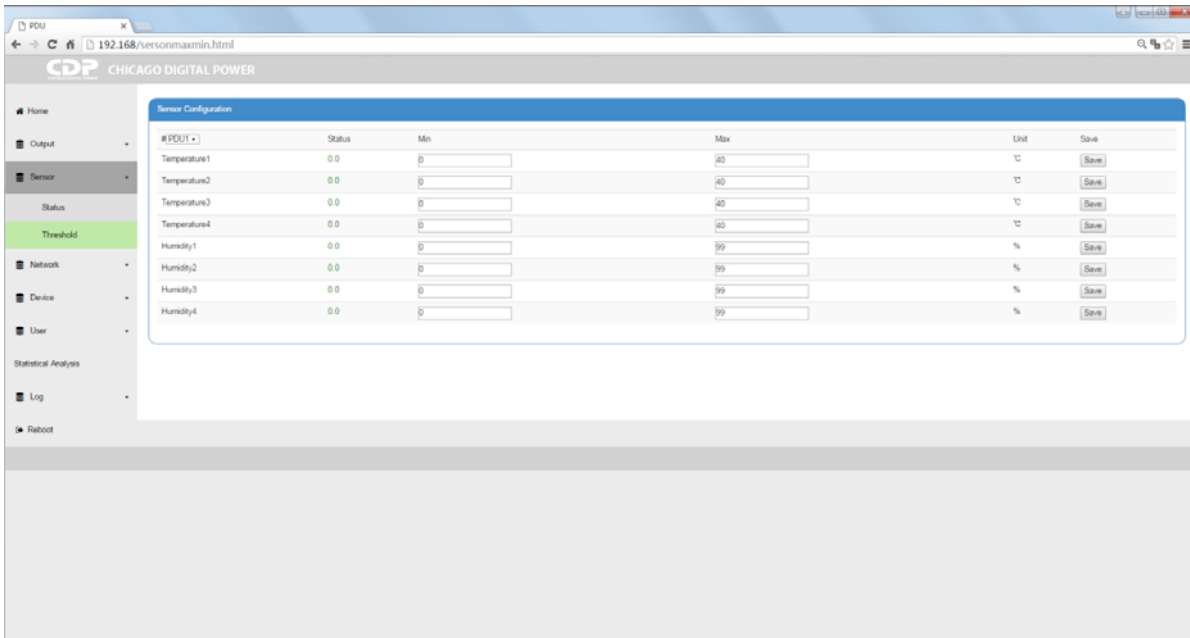 PDU
192.168/sersonmaxmin.html
CDP CHICAGO DIGITAL POWER
Home
Output
Sensor
Status
Threshold
Network
Device
User
Statistical Analysis
Log
Reboot
Sensor Configuration
# PDU1 Status Min Max Unit Save
Temperature1 0.0 0 40 ℃ Save
Temperature2 0.0 0 40 ℃ Save
Temperature3 0.0 0 40 ℃ Save
Temperature4 0.0 0 40 ℃ Save
Humidity1 0.0 0 99 % Save
Humidity2 0.0 0 99 % Save
Humidity3 0.0 0 99 % Save
Humidity4 0.0 0 99 % Save